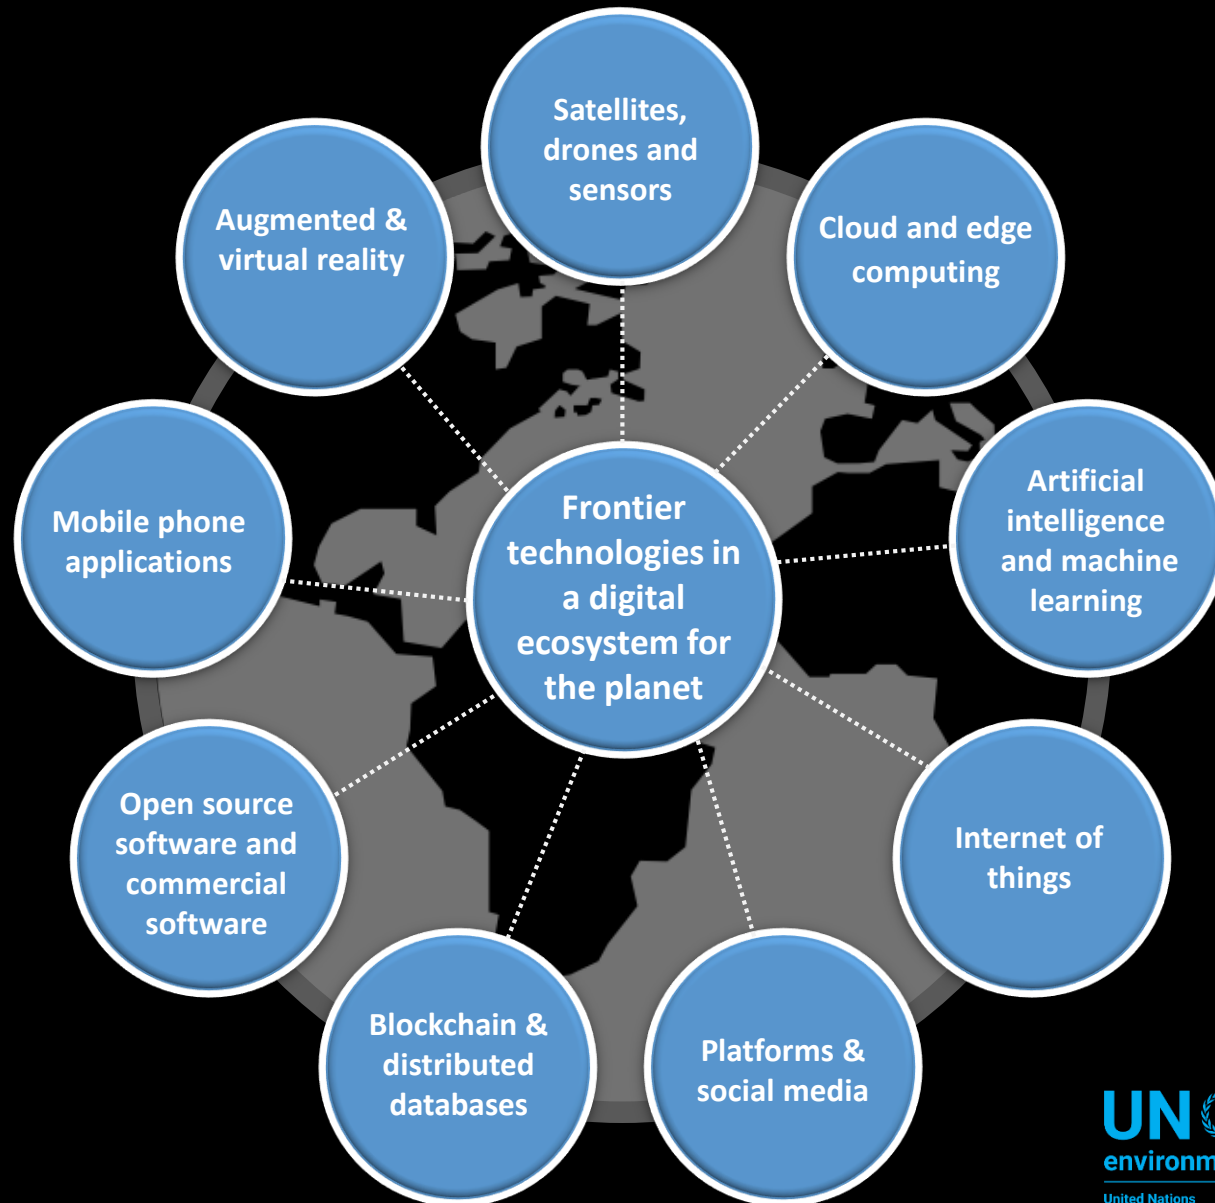 Satellites,
drones and
sensors
Cloud and edge
computing
Artificial
intelligence
and machine
learning
Internet of
things
Platforms &
social media
Blockchain &
distributed
databases
Open source
software and
commercial
software
Mobile phone
applications
Augmented &
virtual reality
Frontier
technologies in
a digital
ecosystem for
the planet
UN
United Nations